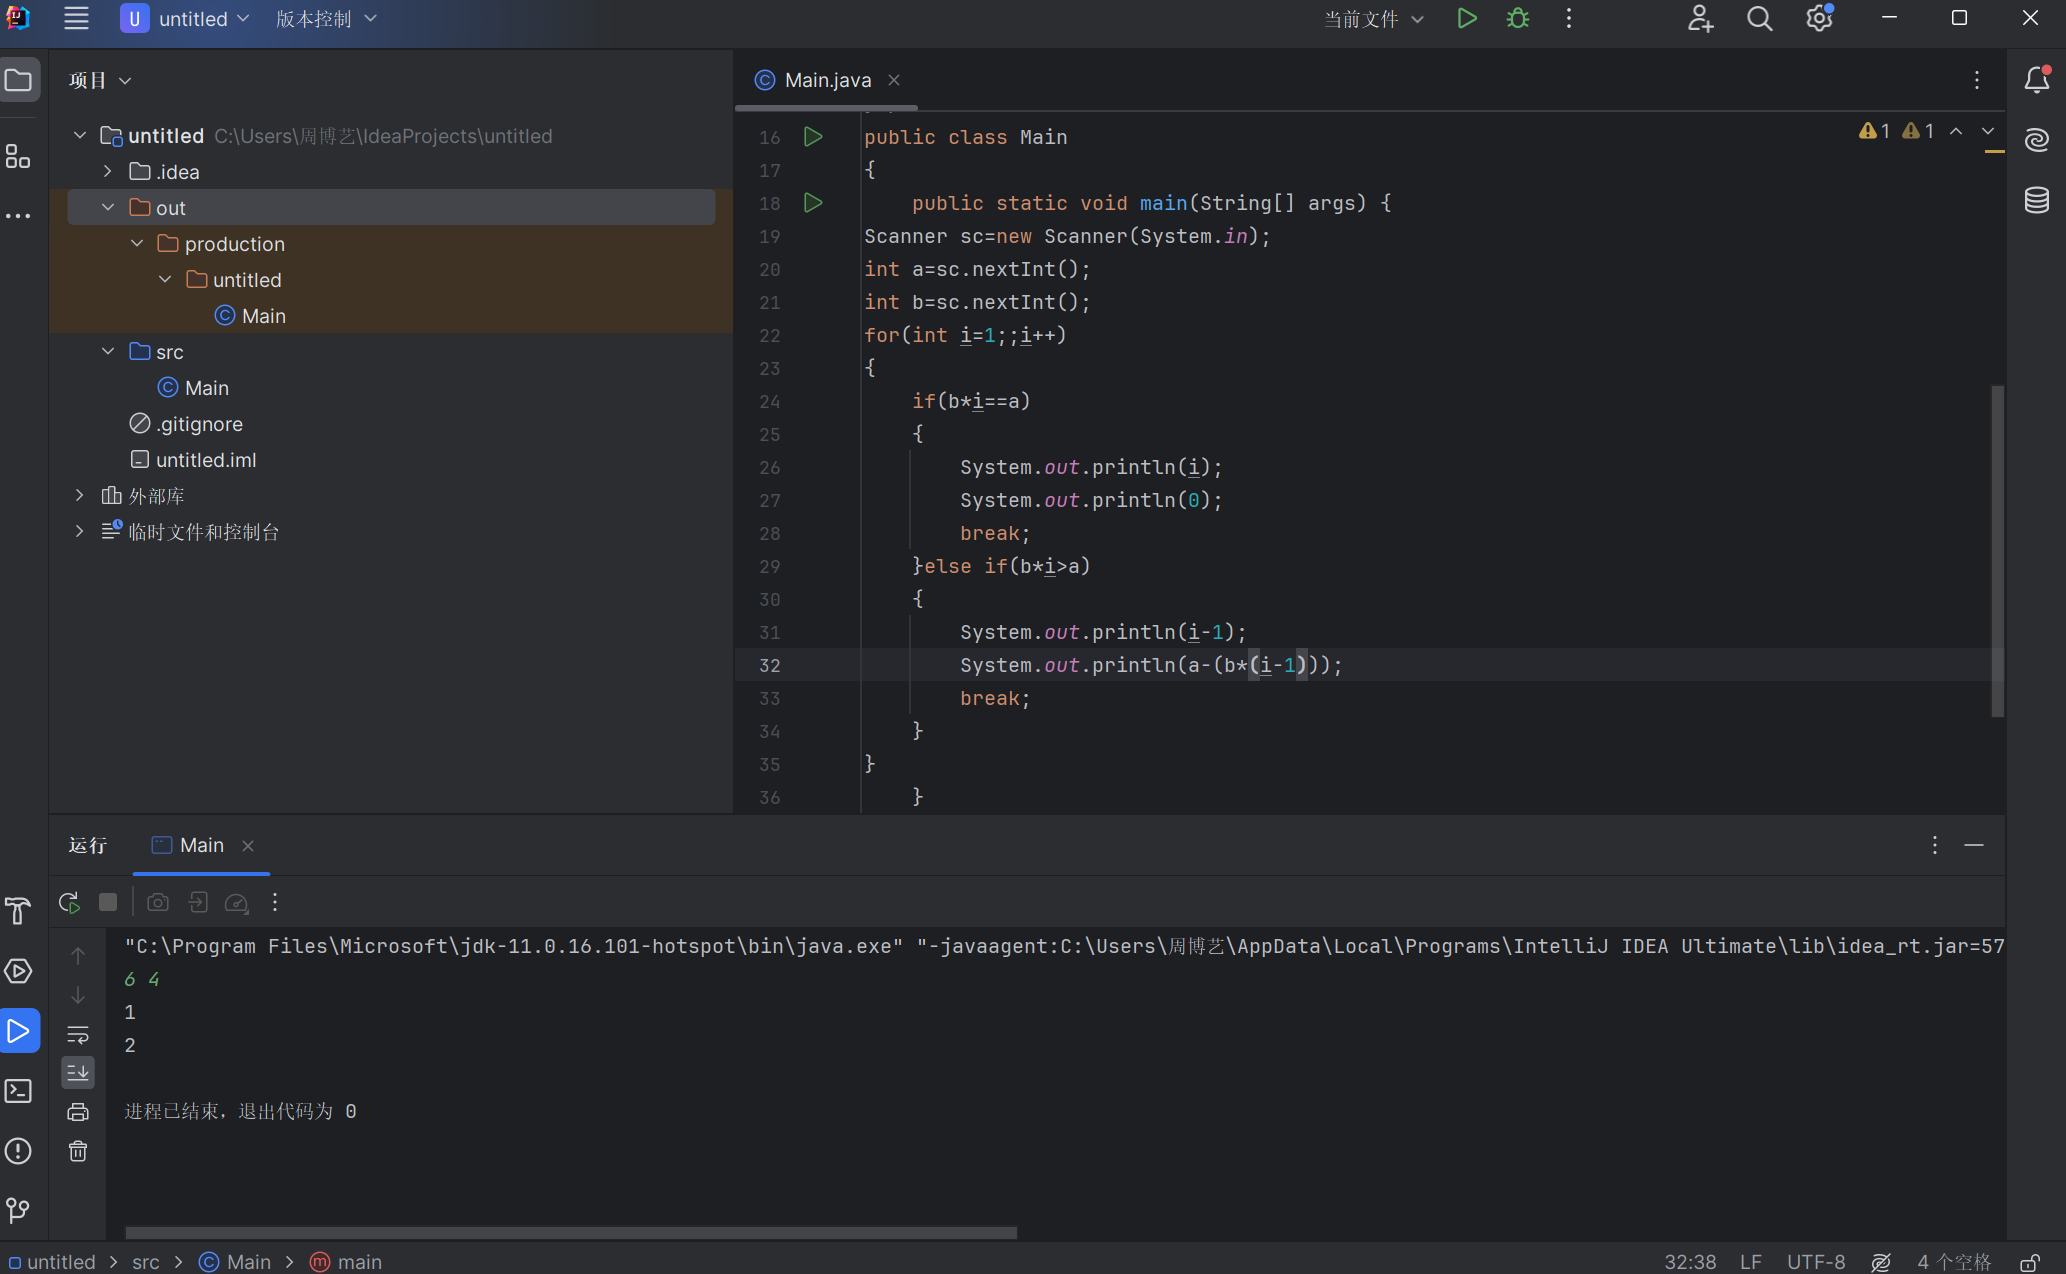 U untitled 版本控制 当前文件
项目
untitled C:\Users\周博艺\IdeaProjects\untitled
.idea
out
production
untitled
Main
src
Main
.gitignore
untitled.iml
外部库
临时文件和控制台
Main.java
1 1
16 public class Main
17 {
18     public static void main(String[] args) {
19 Scanner sc=new Scanner(System.in);
20 int a=sc.nextInt();
21 int b=sc.nextInt();
22 for(int i=1;;i++)
23 {
24     if(b*i==a)
25     {
26         System.out.println(i);
27         System.out.println(0);
28         break;
29     }else if(b*i>a)
30     {
31         System.out.println(i-1);
32         System.out.println(a-(b*(i-1)));
33         break;
34     }
35 }
36     }
运行 Main
"C:\Program Files\Microsoft\jdk-11.0.16.101-hotspot\bin\java.exe" "-javaagent:C:\Users\周博艺\AppData\Local\Programs\IntelliJ IDEA Ultimate\lib\idea_rt.jar=57
6 4
1
2
进程已结束，退出代码为 0
untitled > src > Main > main 32:38 LF UTF-8 4 个空格